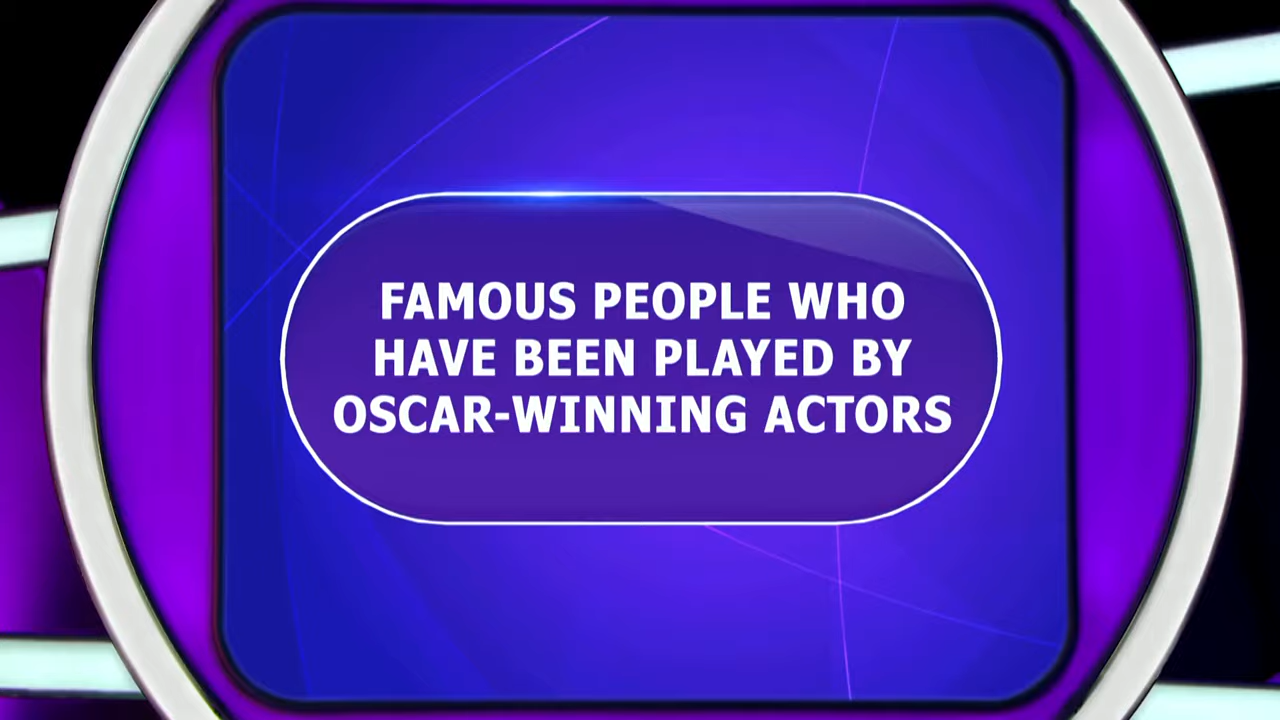 FAMOUS PEOPLE WHO
HAVE BEEN PLAYED BY
OSCAR-WINNING ACTORS